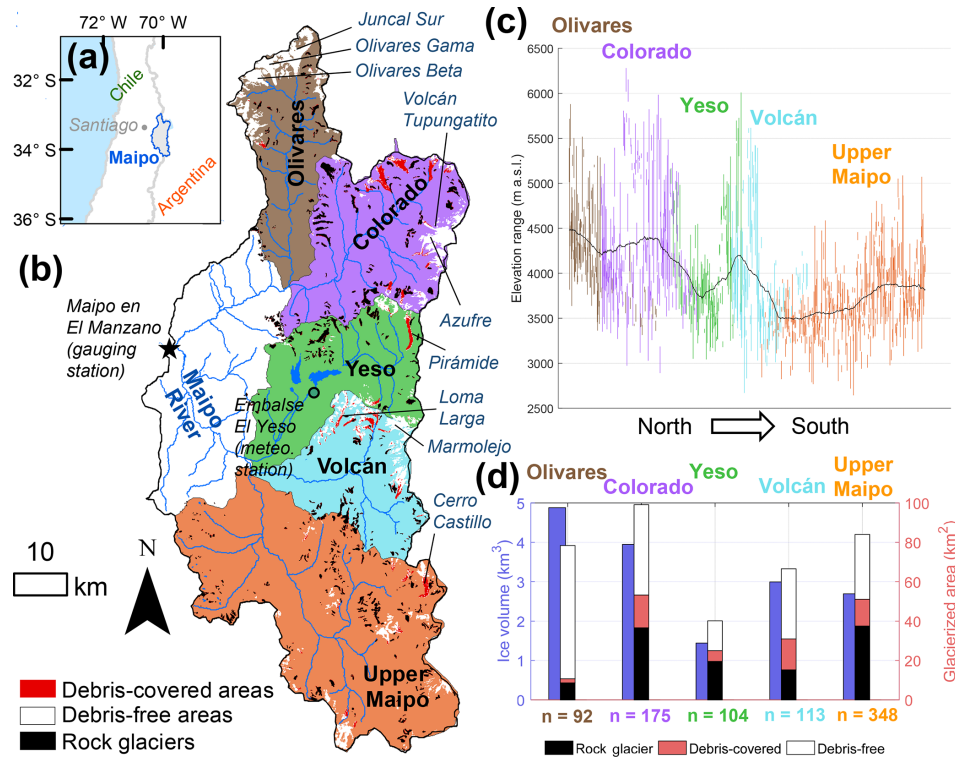 72° W 70° W
(a)
32° S
34° S
36° S
Chile
Santiago
Maipo
Argentina
(b)
Juncal Sur
Olivares Gama
Olivares Beta
Volcán
Tupungatito
Olivares
Colorado
Azufre
Pirámide
Maipo en
El Manzano
(gauging
station)
Maipo
River
Yeso
Embalse
El Yeso
(meteo.
station)
Loma
Larga
Marmolejo
Volcán
Cerro
Castillo
Upper
Maipo
10
km
N
Debris-covered areas
Debris-free areas
Rock glaciers
(c)
Olivares
Colorado
Yeso
Volcán
Upper
Maipo
Elevation range (m a.s.l.)
6500
6000
5500
5000
4500
4000
3500
3000
2500
North South
(d)
Olivares
Colorado
Yeso
Volcán
Upper
Maipo
Ice volume (km³)
5
4
3
2
1
0
Glacierized area (km²)
100
80
60
40
20
0
n = 92 n = 175 n = 104 n = 113 n = 348
Rock glacier Debris-covered Debris-free